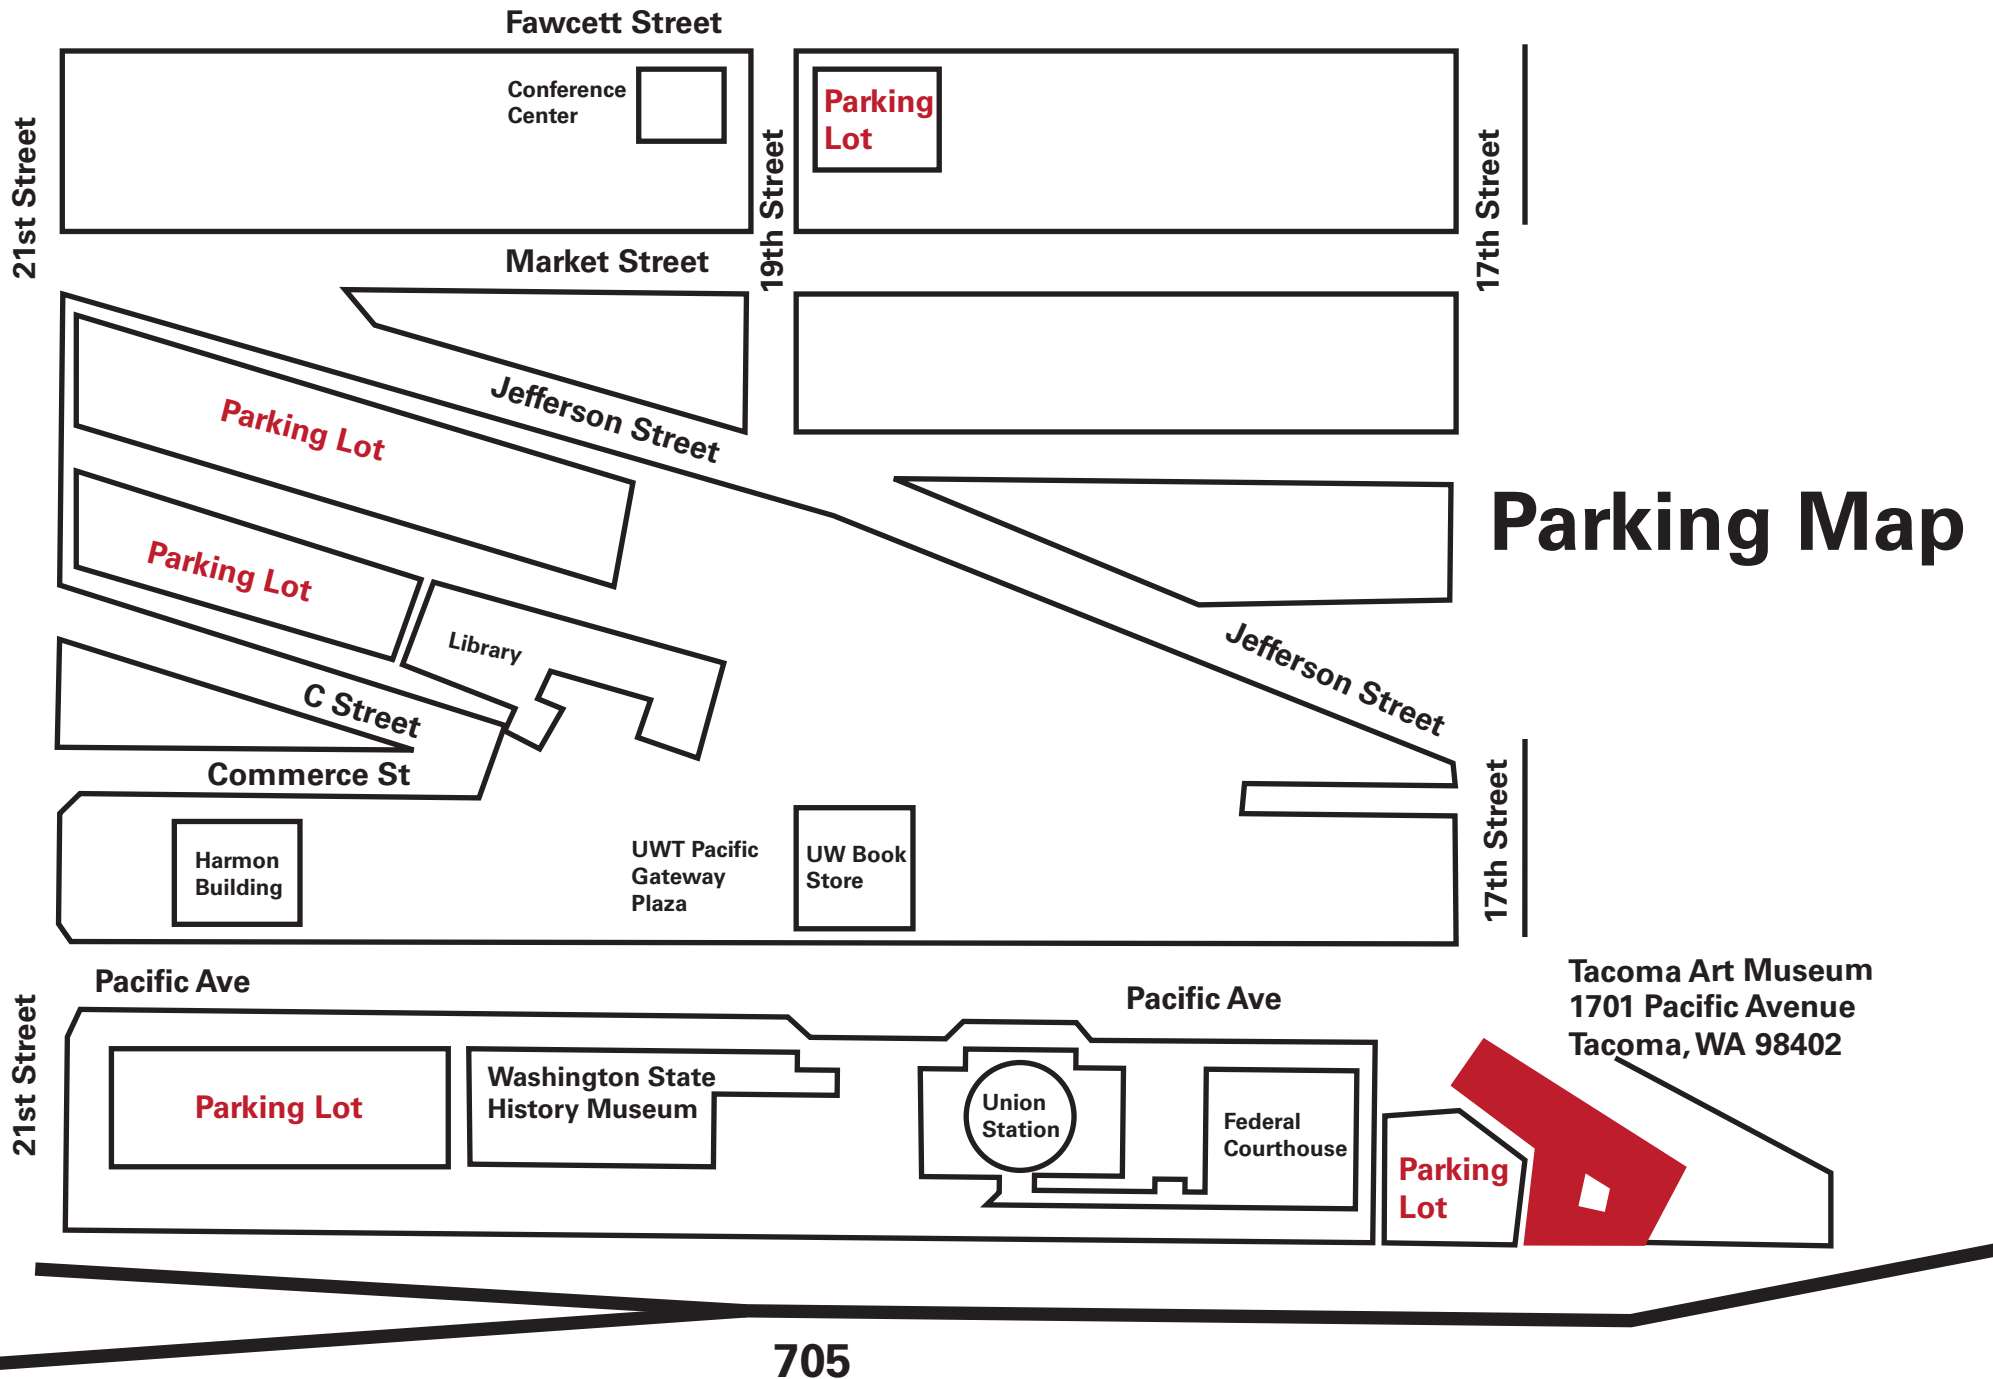 Fawcett Street
Conference
Center
Parking
Lot
21st Street
19th Street
17th Street
Market Street
Jefferson Street
Parking Lot
Parking Map
Parking Lot
Library
Jefferson Street
C Street
Commerce St
Harmon
Building
UWT Pacific
Gateway
Plaza
UW Book
Store
17th Street
Pacific Ave
Pacific Ave
Tacoma Art Museum
1701 Pacific Avenue
Tacoma, WA 98402
21st Street
Parking Lot
Washington State
History Museum
Union
Station
Federal
Courthouse
Parking
Lot
705